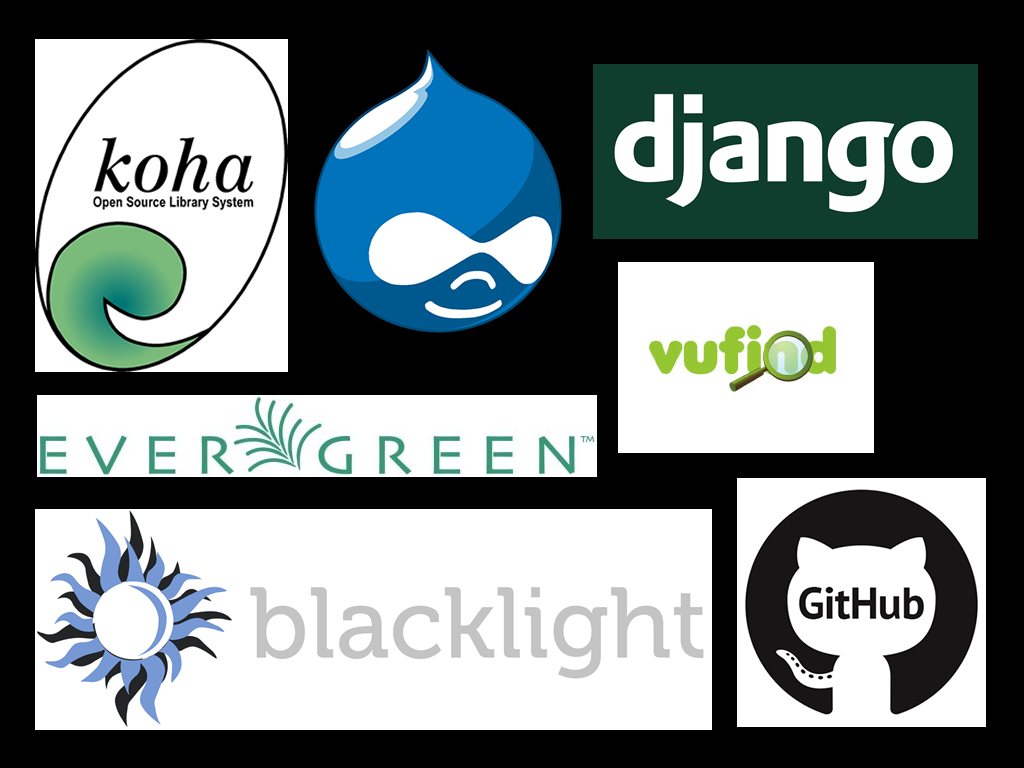 koha
Open Source Library System
django
vufind
EVERGREEN™
blacklight
GitHub